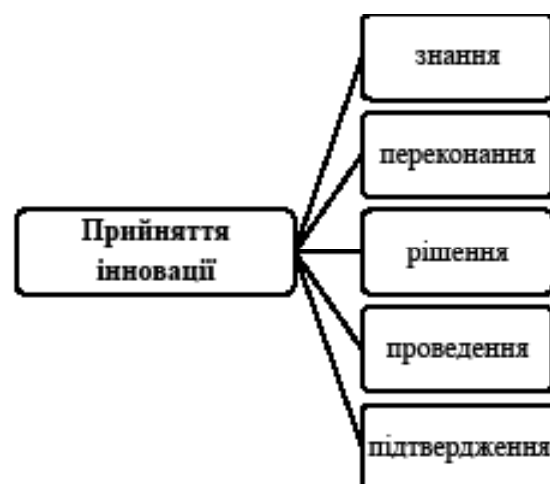 Прийняття
інновації
знання
переконання
рішення
проведення
підтвердження